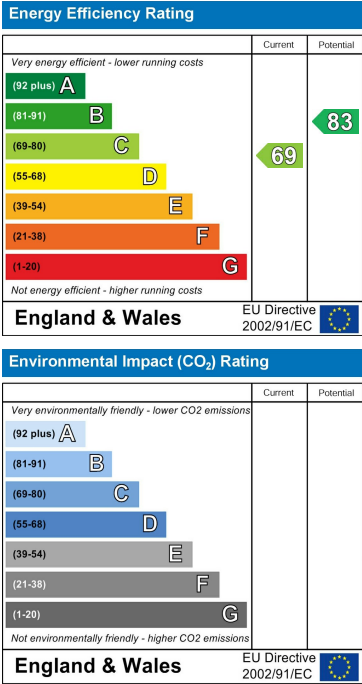 Energy Efficiency Rating
Current Potential
Very energy efficient - lower running costs
(92 plus) A
(81-91) B
83
(69-80) C
69
(55-68) D
(39-54) E
(21-38) F
(1-20) G
Not energy efficient - higher running costs
England & Wales
EU Directive
2002/91/EC
Environmental Impact (CO₂) Rating
Current Potential
Very environmentally friendly - lower CO2 emissions
(92 plus) A
(81-91) B
(69-80) C
(55-68) D
(39-54) E
(21-38) F
(1-20) G
Not environmentally friendly - higher CO2 emissions
England & Wales
EU Directive
2002/91/EC